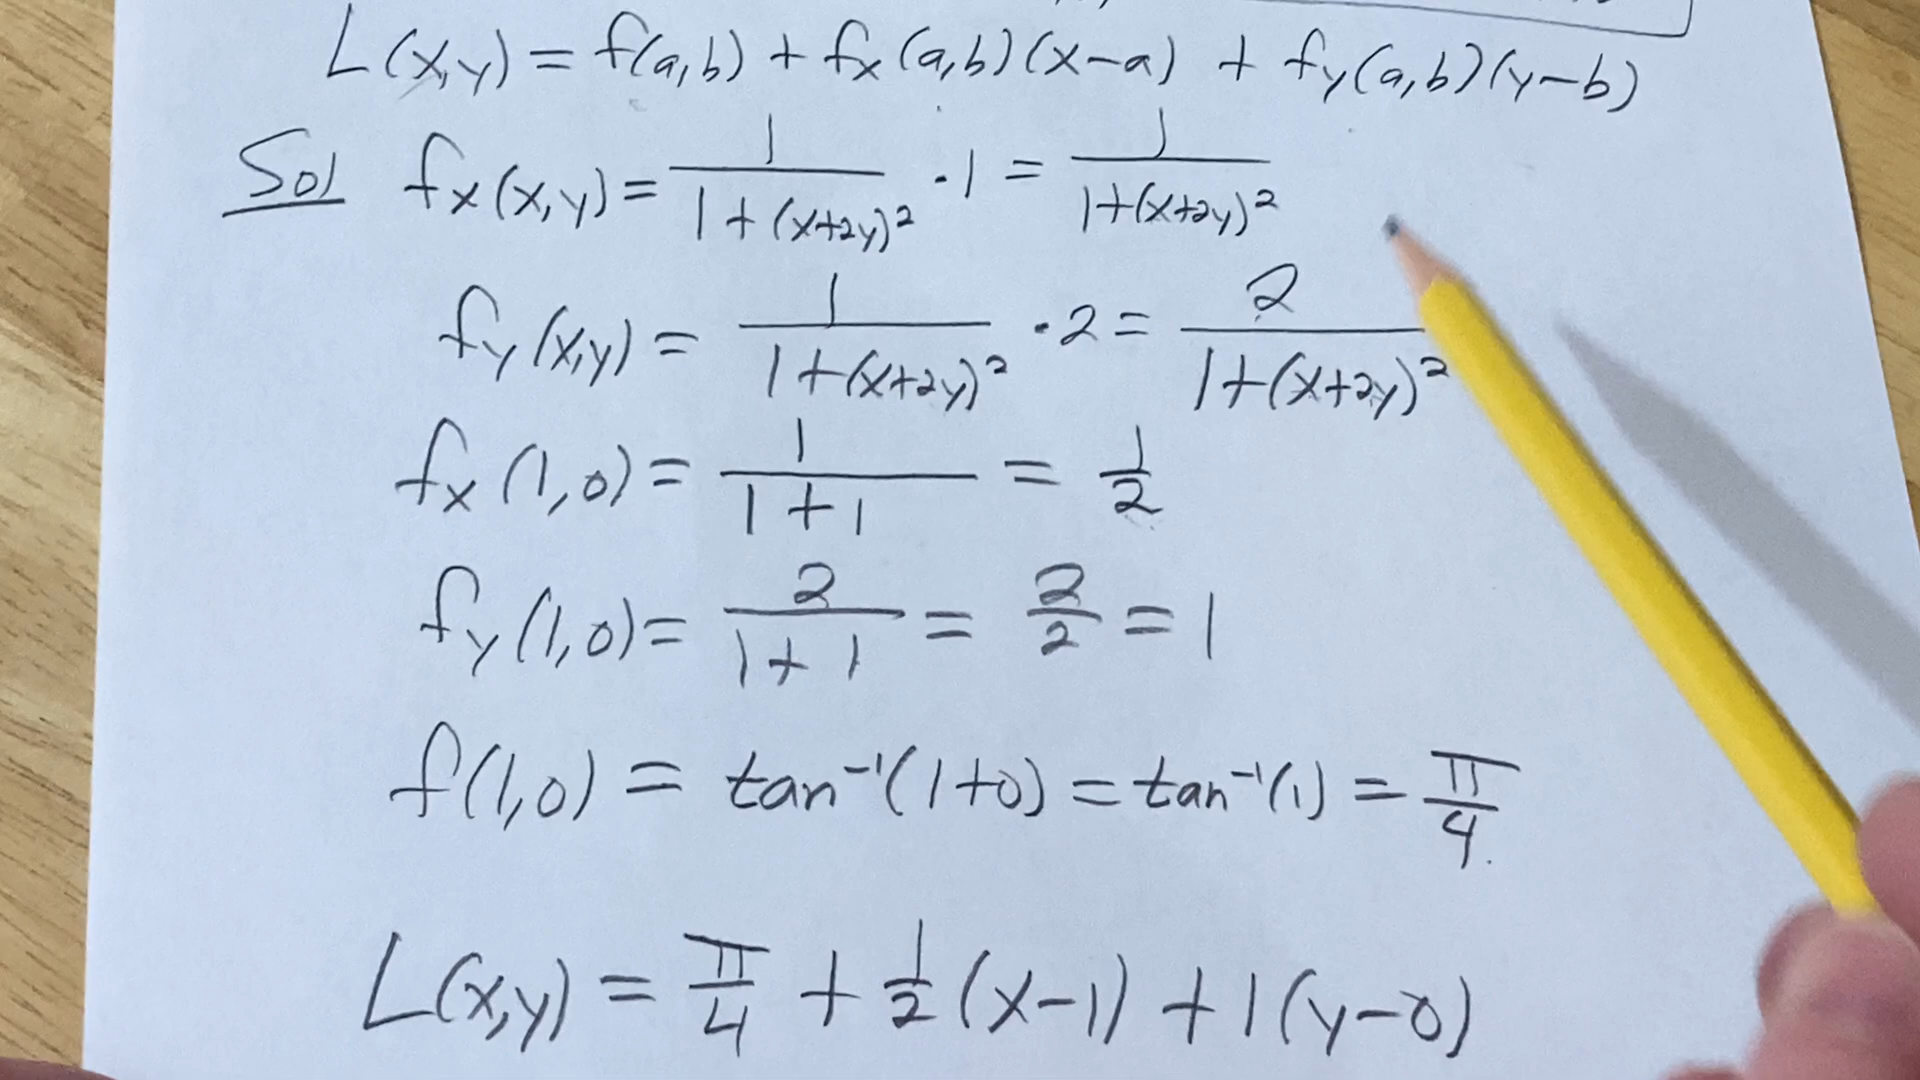 L(x,y) = f(a,b) + fx(a,b)(x-a) + fy(a,b)(y-b)
Sol fx(x,y) = 1/(1+(x+2y)²) · 1 = 1/(1+(x+2y)²)
fy(x,y) = 1/(1+(x+2y)²) · 2 = 2/(1+(x+2y)²)
fx(1,0) = 1/(1+1) = 1/2
fy(1,0) = 2/(1+1) = 2/2 = 1
f(1,0) = tan⁻¹(1+0) = tan⁻¹(1) = π/4.
L(x,y) = π/4 + 1/2(x-1) + 1(y-0)